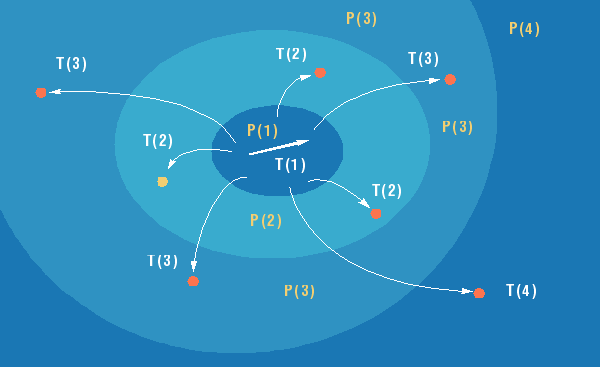 P(3)
P(4)
T(2)
T(3)
T(3)
P(1)
P(3)
T(2)
T(1)
T(2)
P(2)
T(3)
P(3)
T(4)